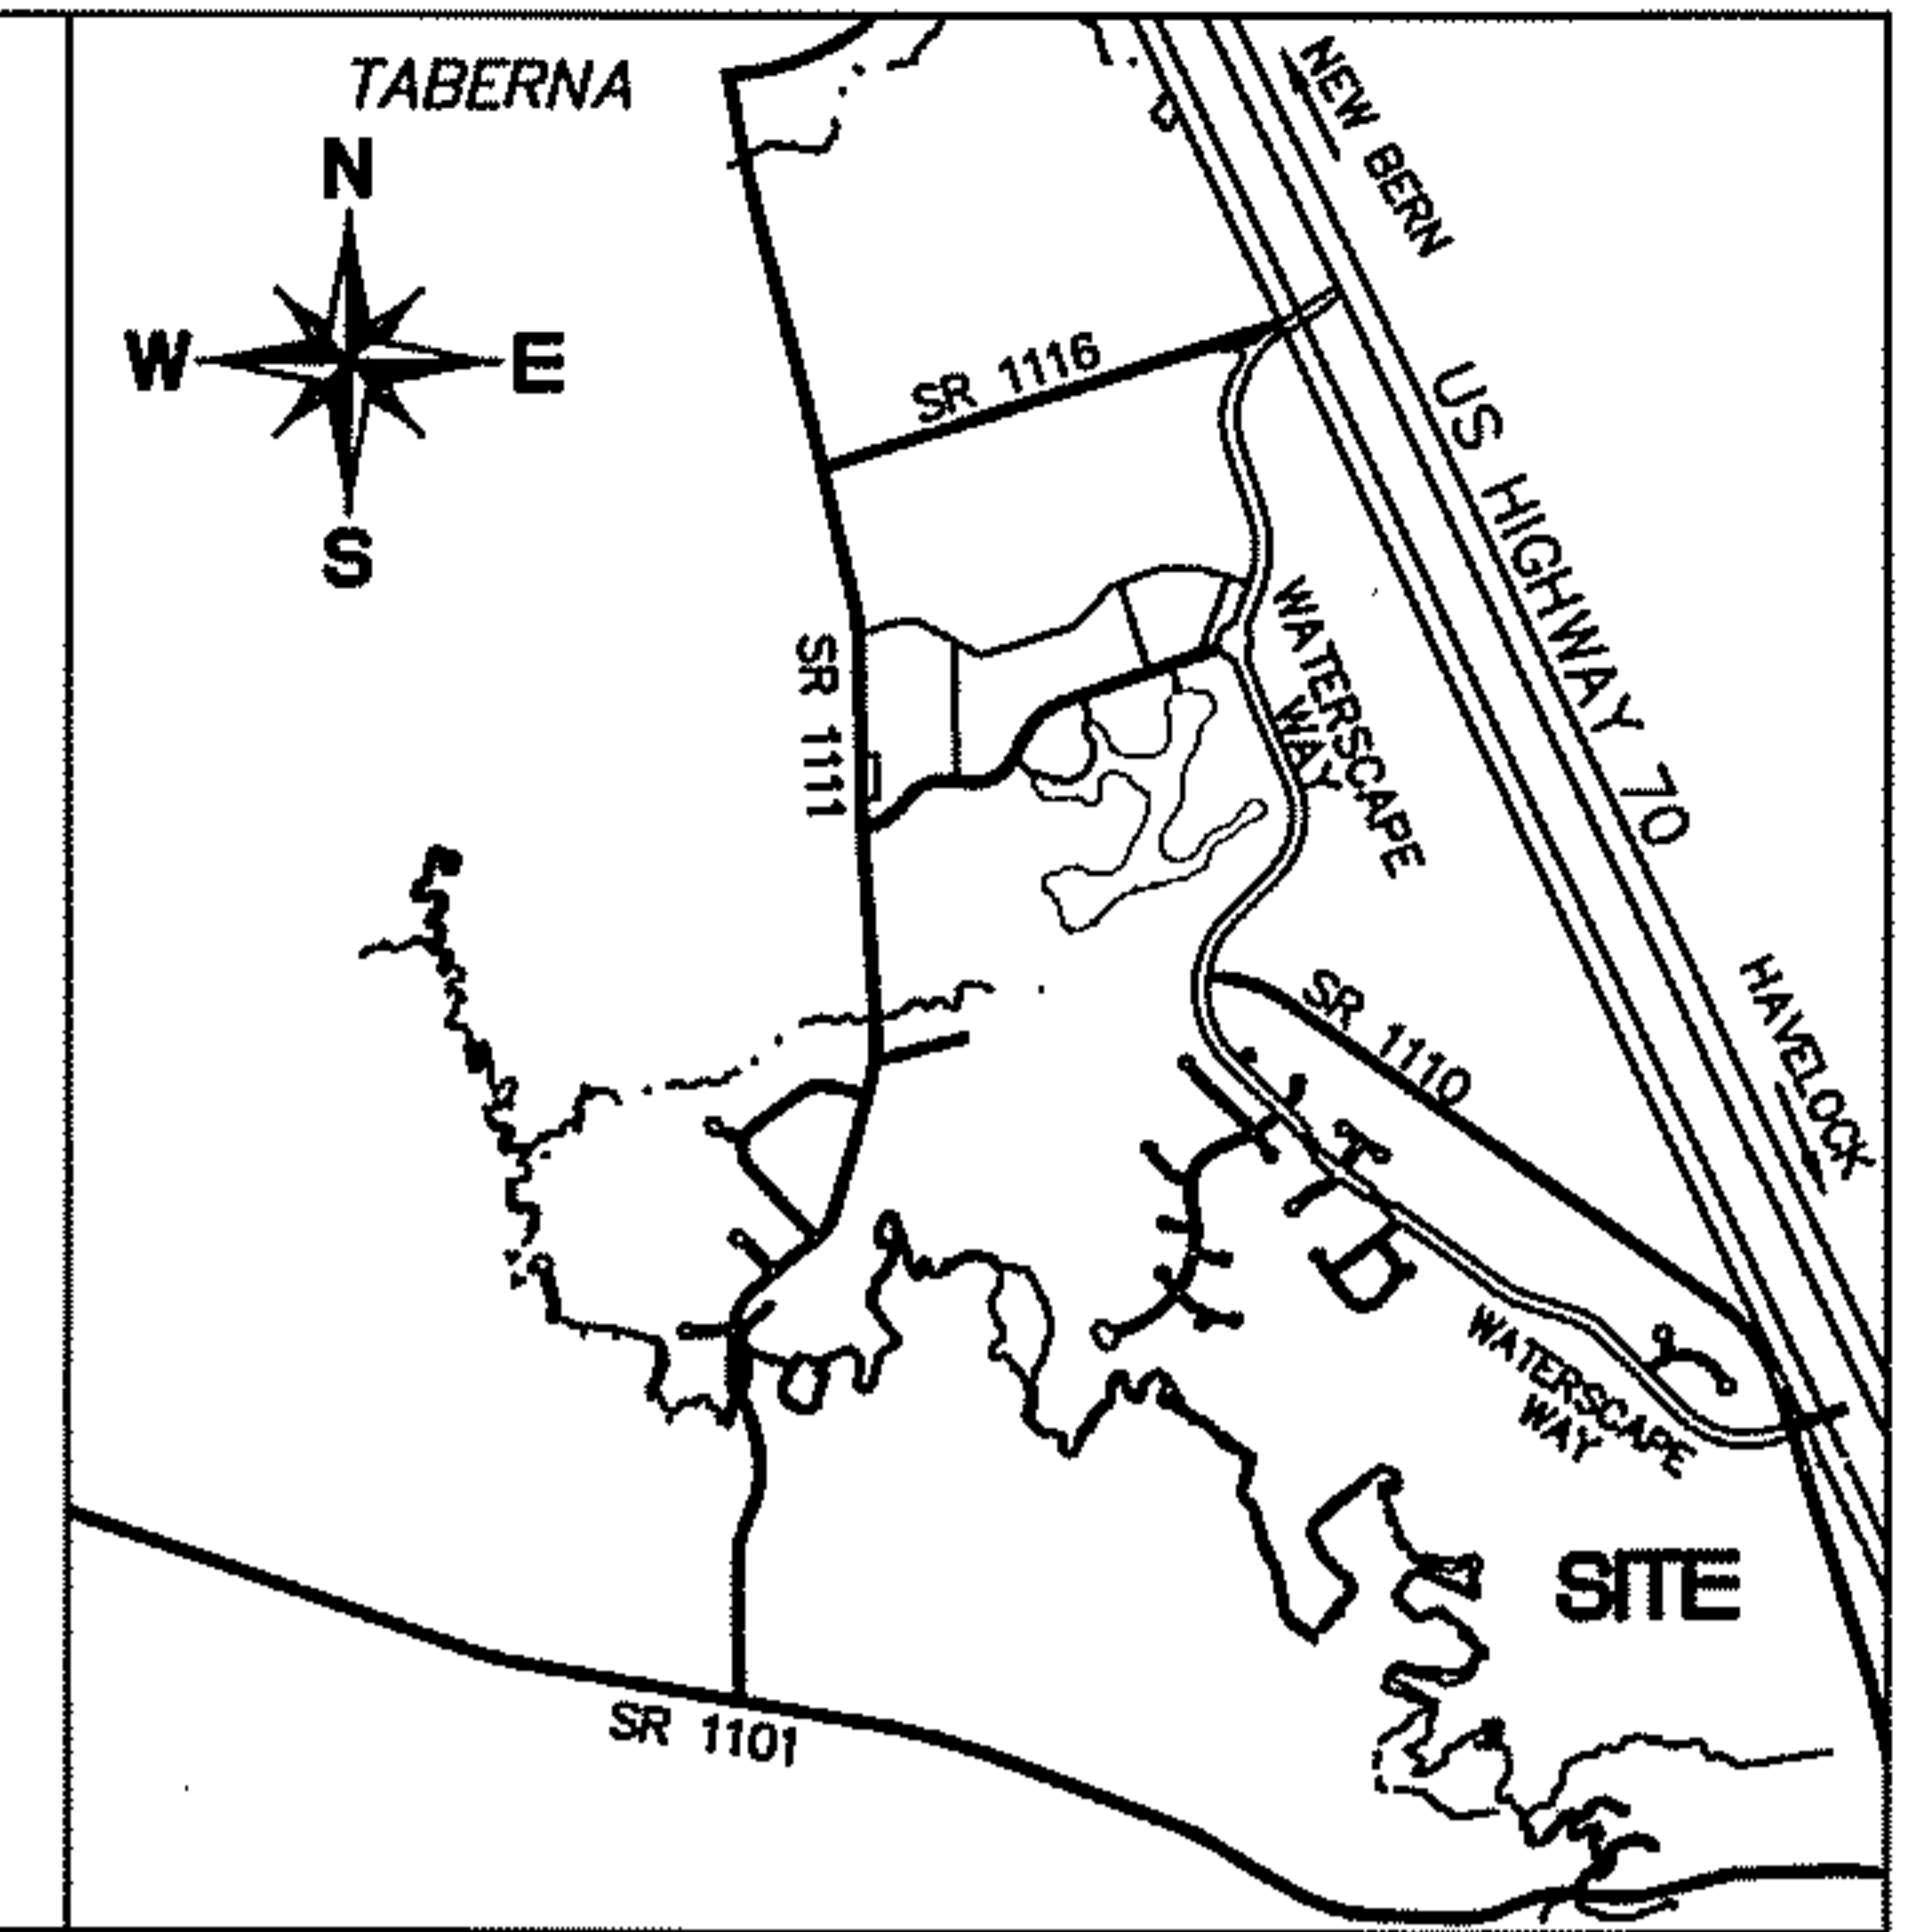 TABERNA
NEW BERN
N
W
E
S
SR 1116
US HIGHWAY 70
WATERSCAPE
WAY
SR 1111
SR 1110
HAVELOCK
WATERSCAPE
WAY
SITE
SR 1101